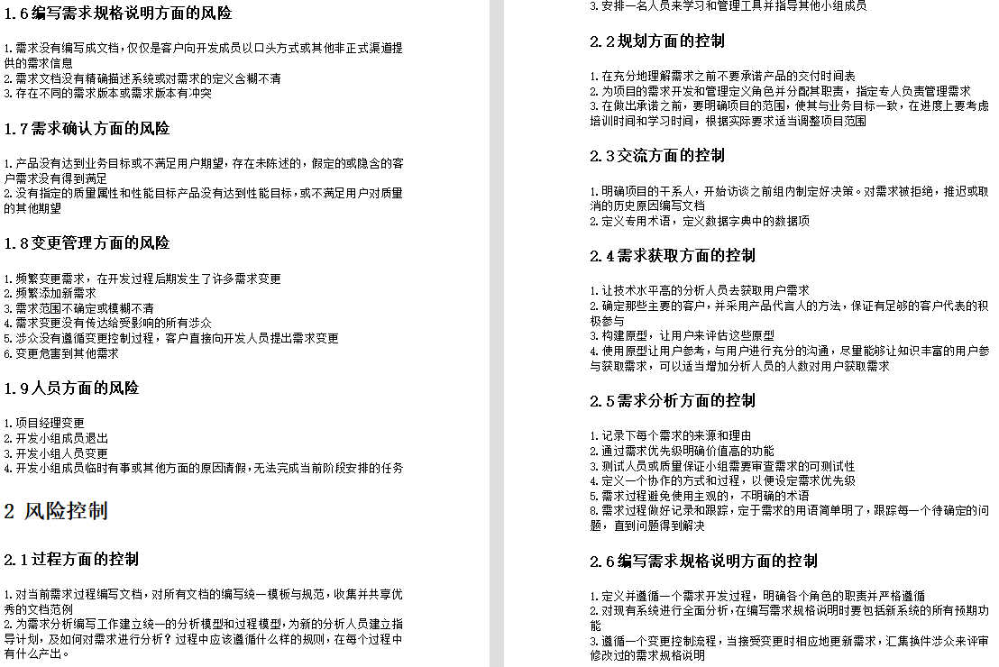 1.6编写需求规格说明方面的风险
1.需求没有编写成文档,仅仅是客户向开发成员以口头方式或其他非正式渠道提
供的需求信息
2.需求文档没有精确描述系统或对需求的定义含糊不清
3.存在不同的需求版本或需求版本有冲突
1.7需求确认方面的风险
1.产品没有达到业务目标或不满足用户期望,存在未陈述的,假定的或隐含的客
户需求没有得到满足
2.没有指定的质量属性和性能目标产品没有达到性能目标,或不满足用户对质量
的其他期望
1.8变更管理方面的风险
1.频繁变更需求，在开发过程后期发生了许多需求变更
2.频繁添加新需求
3.需求范围不确定或模糊不清
4.需求变更没有传达给受影响的所有涉众
5.涉众没有遵循变更控制过程，客户直接向开发人员提出需求变更
6.变更危害到其他需求
1.9人员方面的风险
1.项目经理变更
2.开发小组成员退出
3.开发小组人员变更
4.开发小组成员临时有事或其他方面的原因请假,无法完成当前阶段安排的任务
2 风险控制
2.1过程方面的控制
1.对当前需求过程编写文档,对所有文档的编写统一模板与规范,收集并共享优
秀的文档范例
2.为需求分析编写工作建立统一的分析模型和过程模型,为新的分析人员建立指
导计划,及如何对需求进行分析？过程中应该遵循什么样的规则,在每个过程中
有什么产出。
3.安排一名人员来学习和管理工具并指导其他小组成员
2.2规划方面的控制
1.在充分地理解需求之前不要承诺产品的交付时间表
2.为项目的需求开发和管理定义角色并分配其职责，指定专人负责管理需求
3.在做出承诺之前，要明确项目的范围，使其与业务目标一致，在进度上要考虑
培训时间和学习时间，根据实际要求适当调整项目范围
2.3交流方面的控制
1.明确项目的干系人，开始访谈之前组内制定好决策。对需求被拒绝，推迟或取
消的历史原因编写文档
2.定义专用术语，定义数据字典中的数据项
2.4需求获取方面的控制
1.让技术水平高的分析人员去获取用户需求
2.确定那些主要的客户，并采用产品代言人的方法，保证有足够的客户代表的积
极参与
3.构建原型，让用户来评估这些原型
4.使用原型让用户参考，与用户进行充分的沟通，尽量能够让知识丰富的用户参
与获取需求，可以适当增加分析人员的人数对用户获取需求
2.5需求分析方面的控制
1.记录下每个需求的来源和理由
2.通过需求优先级明确价值高的功能
3.测试人员或质量保证小组需要审查需求的可测试性
4.定义一个协作的方式和过程，以便设定需求优先级
5.需求过程避免使用主观的，不明确的术语
8.需求过程做好记录和跟踪，定于需求的用语简单明了，跟踪每一个待确定的问
题，直到问题得到解决
2.6编写需求规格说明方面的控制
1.定义并遵循一个需求开发过程，明确各个角色的职责并严格遵循
2.对现有系统进行全面分析,在编写需求规格说明时要包括新系统的所有预期功
能
3.遵循一个变更控制流程，当接受变更时相应地更新需求，汇集换件涉众来评审
修改过的需求规格说明